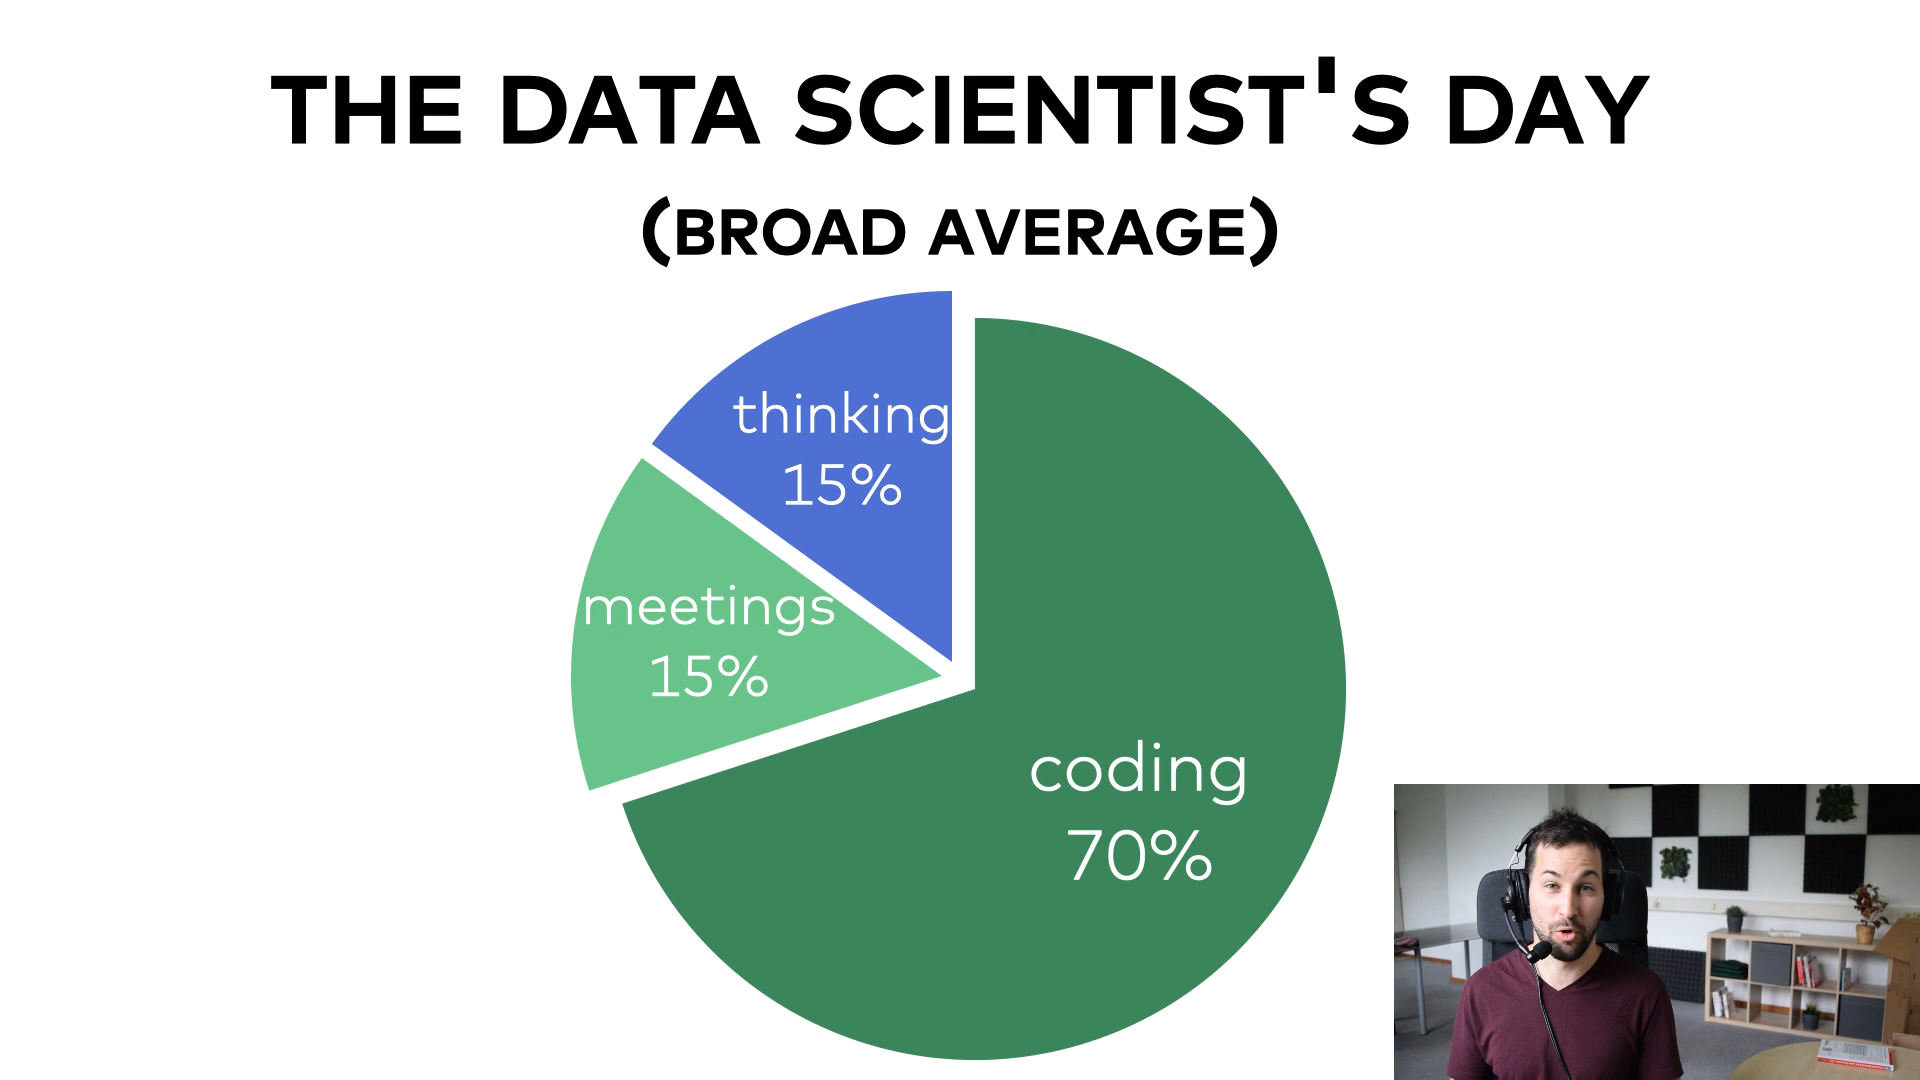 THE DATA SCIENTIST'S DAY
(BROAD AVERAGE)
thinking
15%
meetings
15%
coding
70%